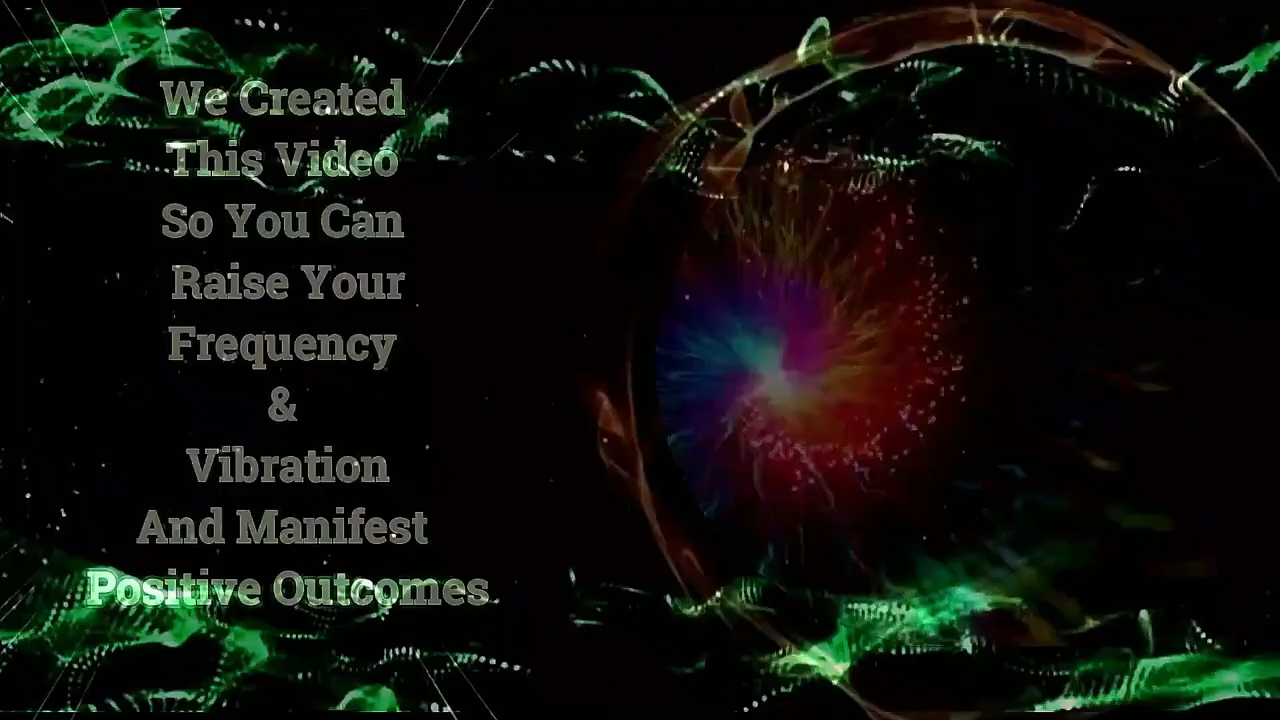 We Created
This Video
So You Can
Raise Your
Frequency
&
Vibration
And Manifest
Positive Outcomes